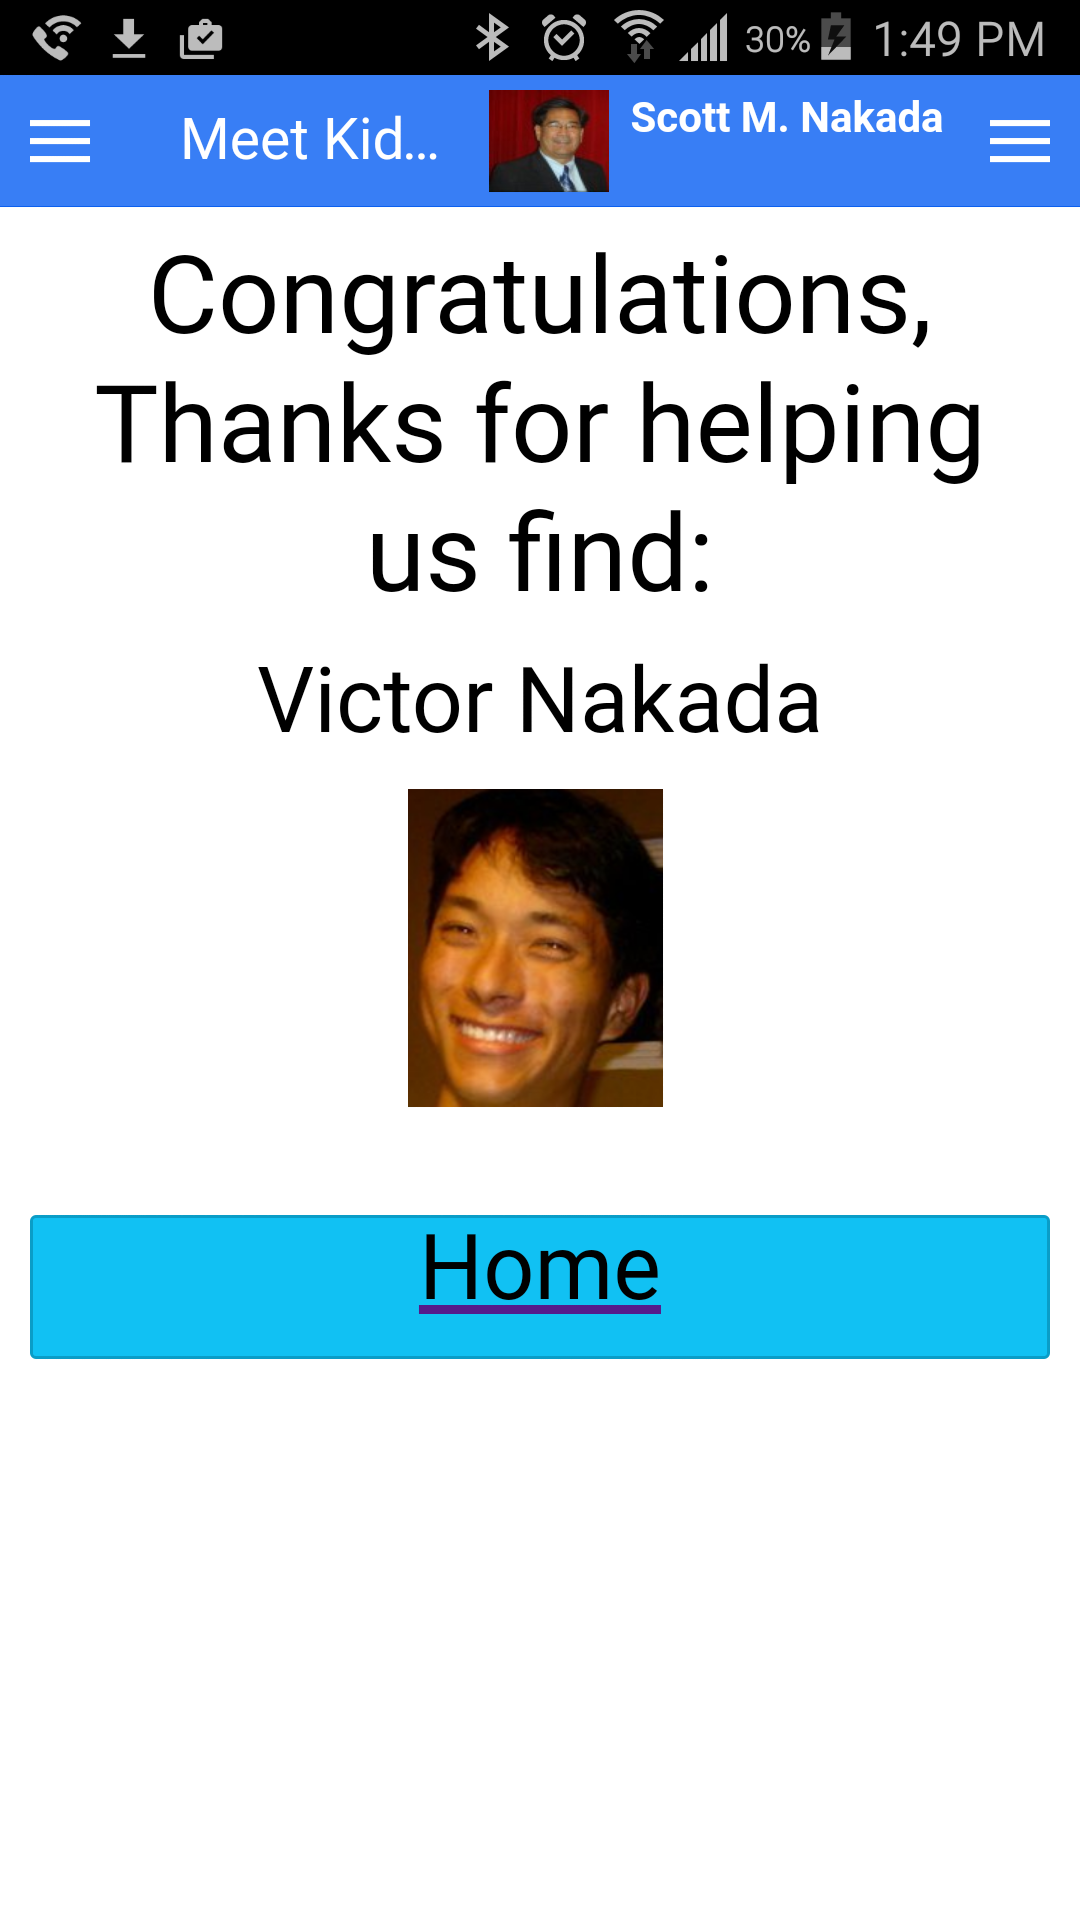 30% 1:49 PM
Meet Kid... Scott M. Nakada
Congratulations,
Thanks for helping
us find:
Victor Nakada
Home